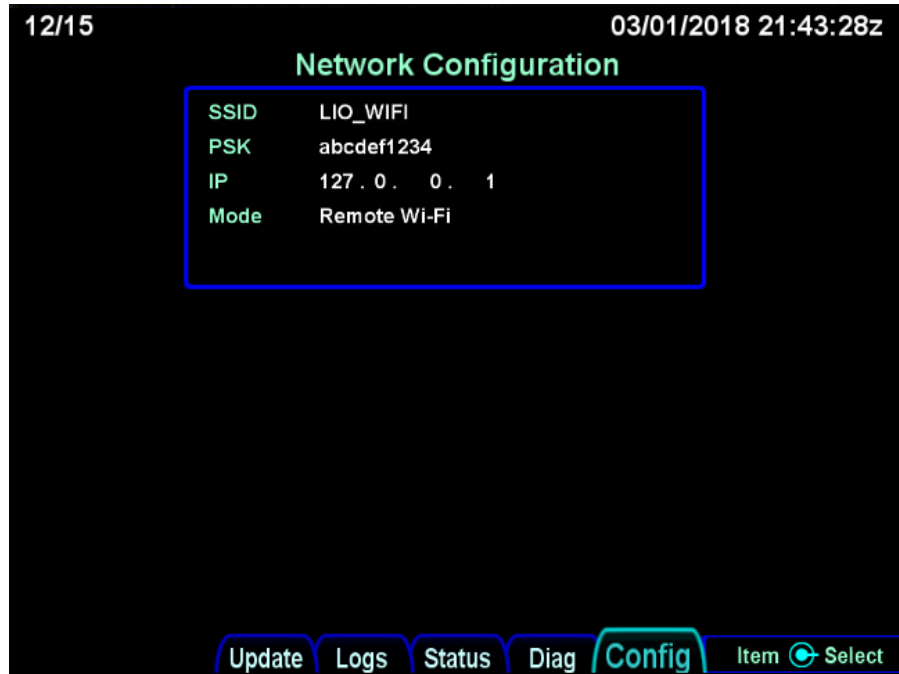 12/15 03/01/2018 21:43:28z
Network Configuration
SSID LIO_WIFI
PSK abcdef1234
IP 127 . 0 . 0 . 1
Mode Remote Wi-Fi
Update Logs Status Diag Config Item Select